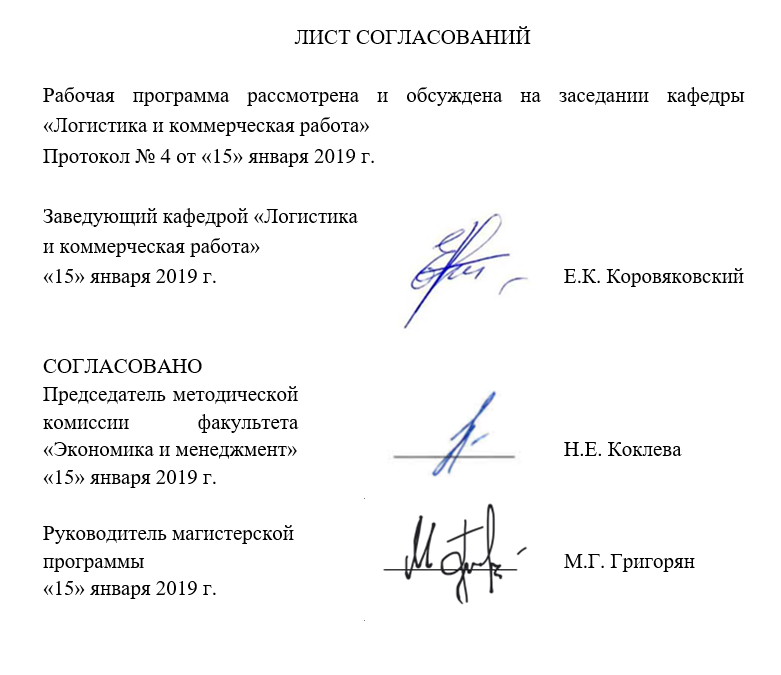 ЛИСТ СОГЛАСОВАНИЙ
Рабочая программа рассмотрена и обсуждена на заседании кафедры
«Логистика и коммерческая работа»
Протокол № 4 от «15» января 2019 г.
Заведующий кафедрой «Логистика
и коммерческая работа»
«15» января 2019 г. Е.К. Коровяковский
СОГЛАСОВАНО
Председатель методической
комиссии факультета
«Экономика и менеджмент» Н.Е. Коклева
«15» января 2019 г.
Руководитель магистерской
программы М.Г. Григорян
«15» января 2019 г.